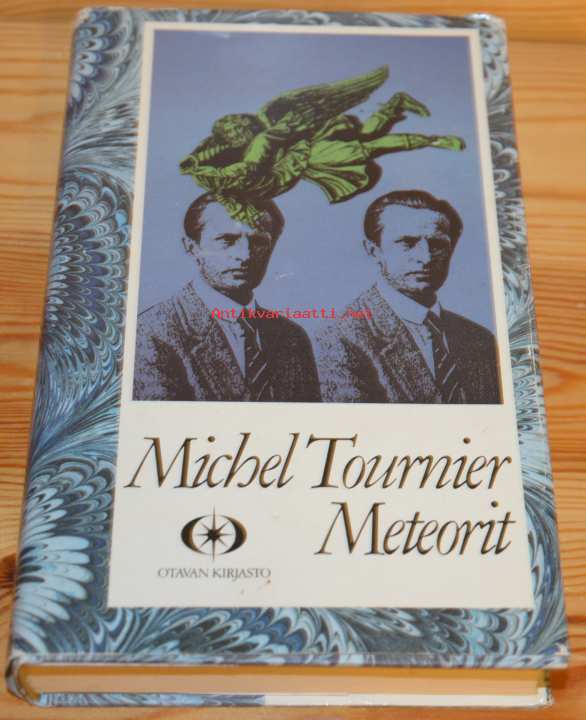 Antikvariaatti.net
Michel Tournier
Meteorit
OTAVAN KIRJASTO